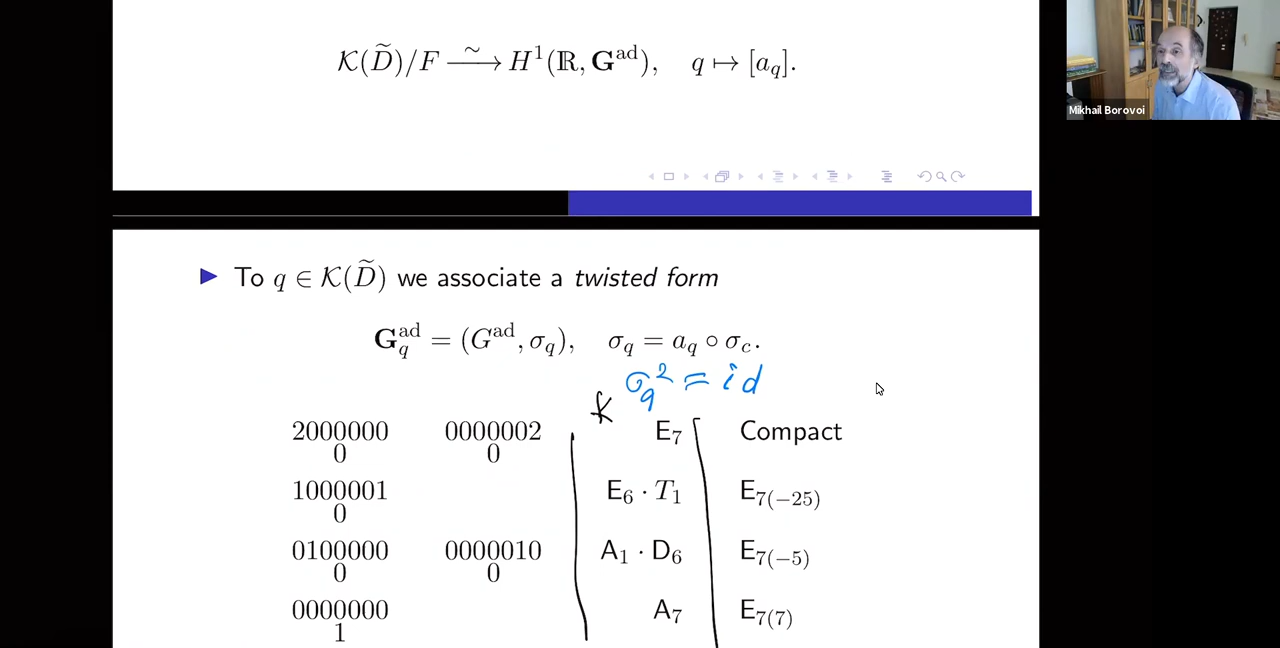 𝒦(D̃)/F ⥲ H¹(ℝ, G^ad), q ↦ [a_q].
Mikhail Borovoi
▶ To q ∈ 𝒦(D̃) we associate a twisted form
G_q^ad = (G^ad, σ_q), σ_q = a_q ∘ σ_c.
σ_q² = id
K
2000000 0000002 E₇ Compact
0 0
1000001 E₆ · T₁ E₇₍₋₂₅₎
0
0100000 0000010 A₁ · D₆ E₇₍₋₅₎
0 0
0000000 A₇ E₇₍₇₎
1